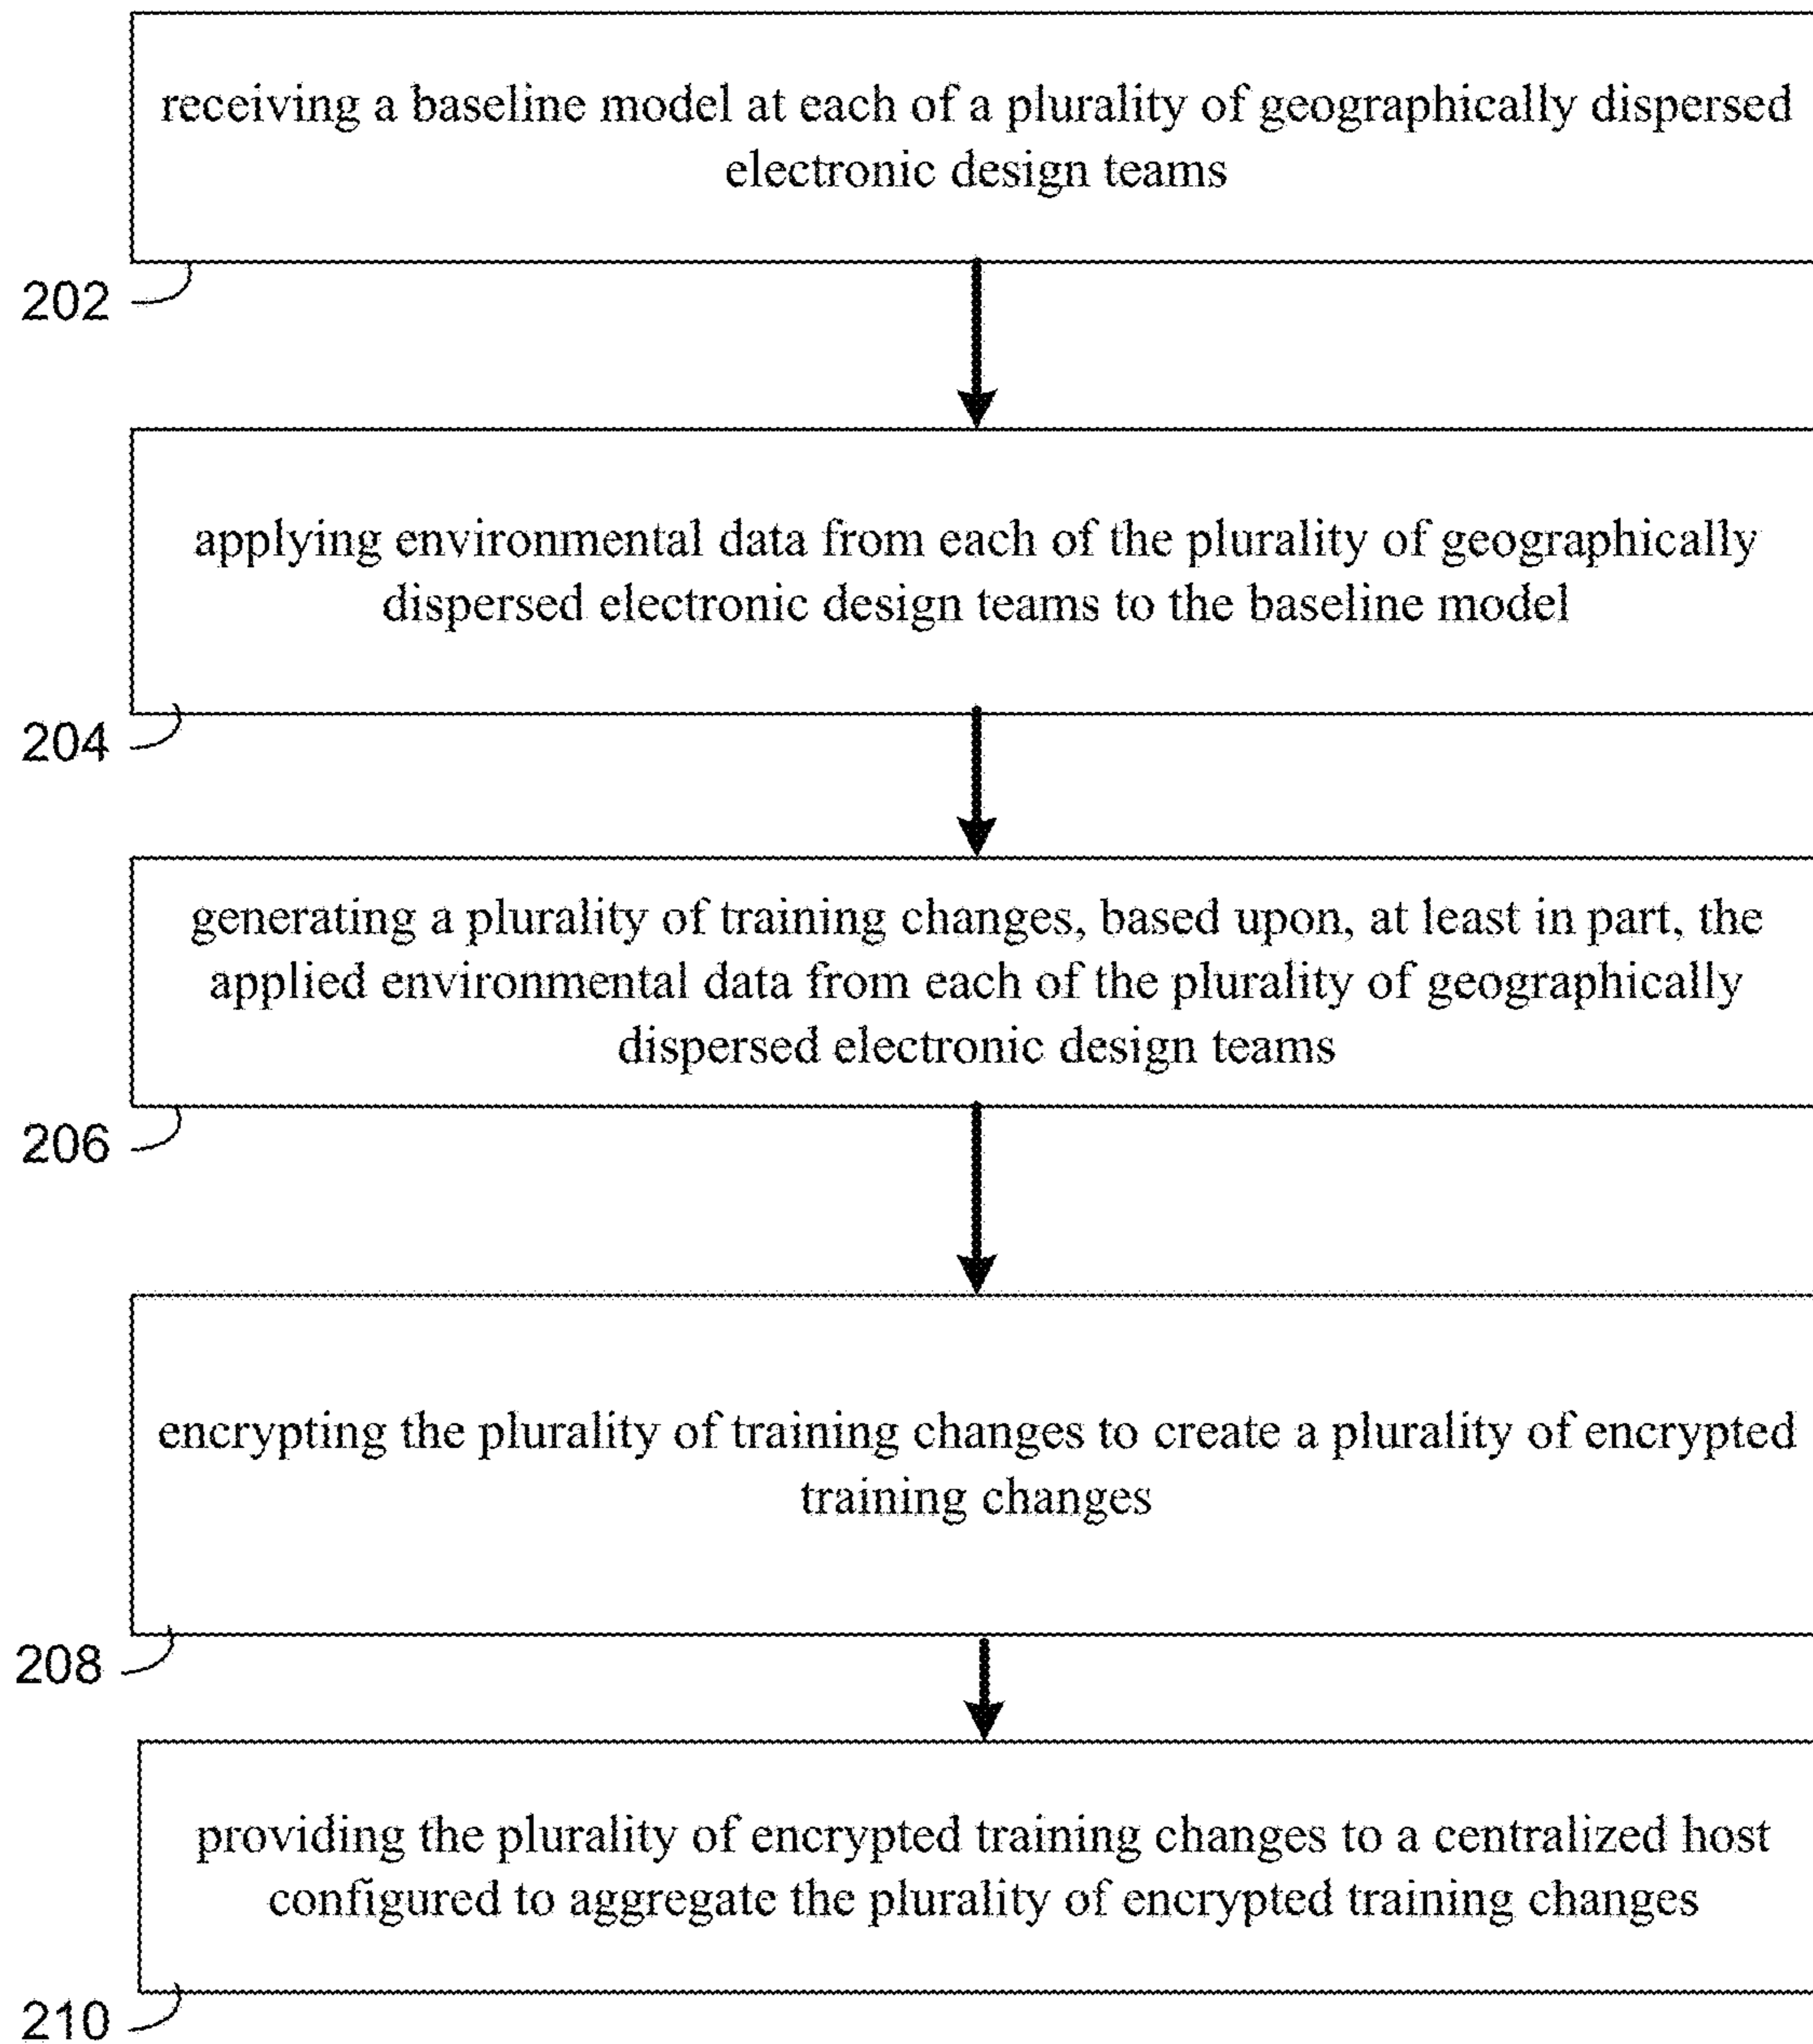 receiving a baseline model at each of a plurality of geographically dispersed
electronic design teams
202
applying environmental data from each of the plurality of geographically
dispersed electronic design teams to the baseline model
204
generating a plurality of training changes, based upon, at least in part, the
applied environmental data from each of the plurality of geographically
dispersed electronic design teams
206
encrypting the plurality of training changes to create a plurality of encrypted
training changes
208
providing the plurality of encrypted training changes to a centralized host
configured to aggregate the plurality of encrypted training changes
210